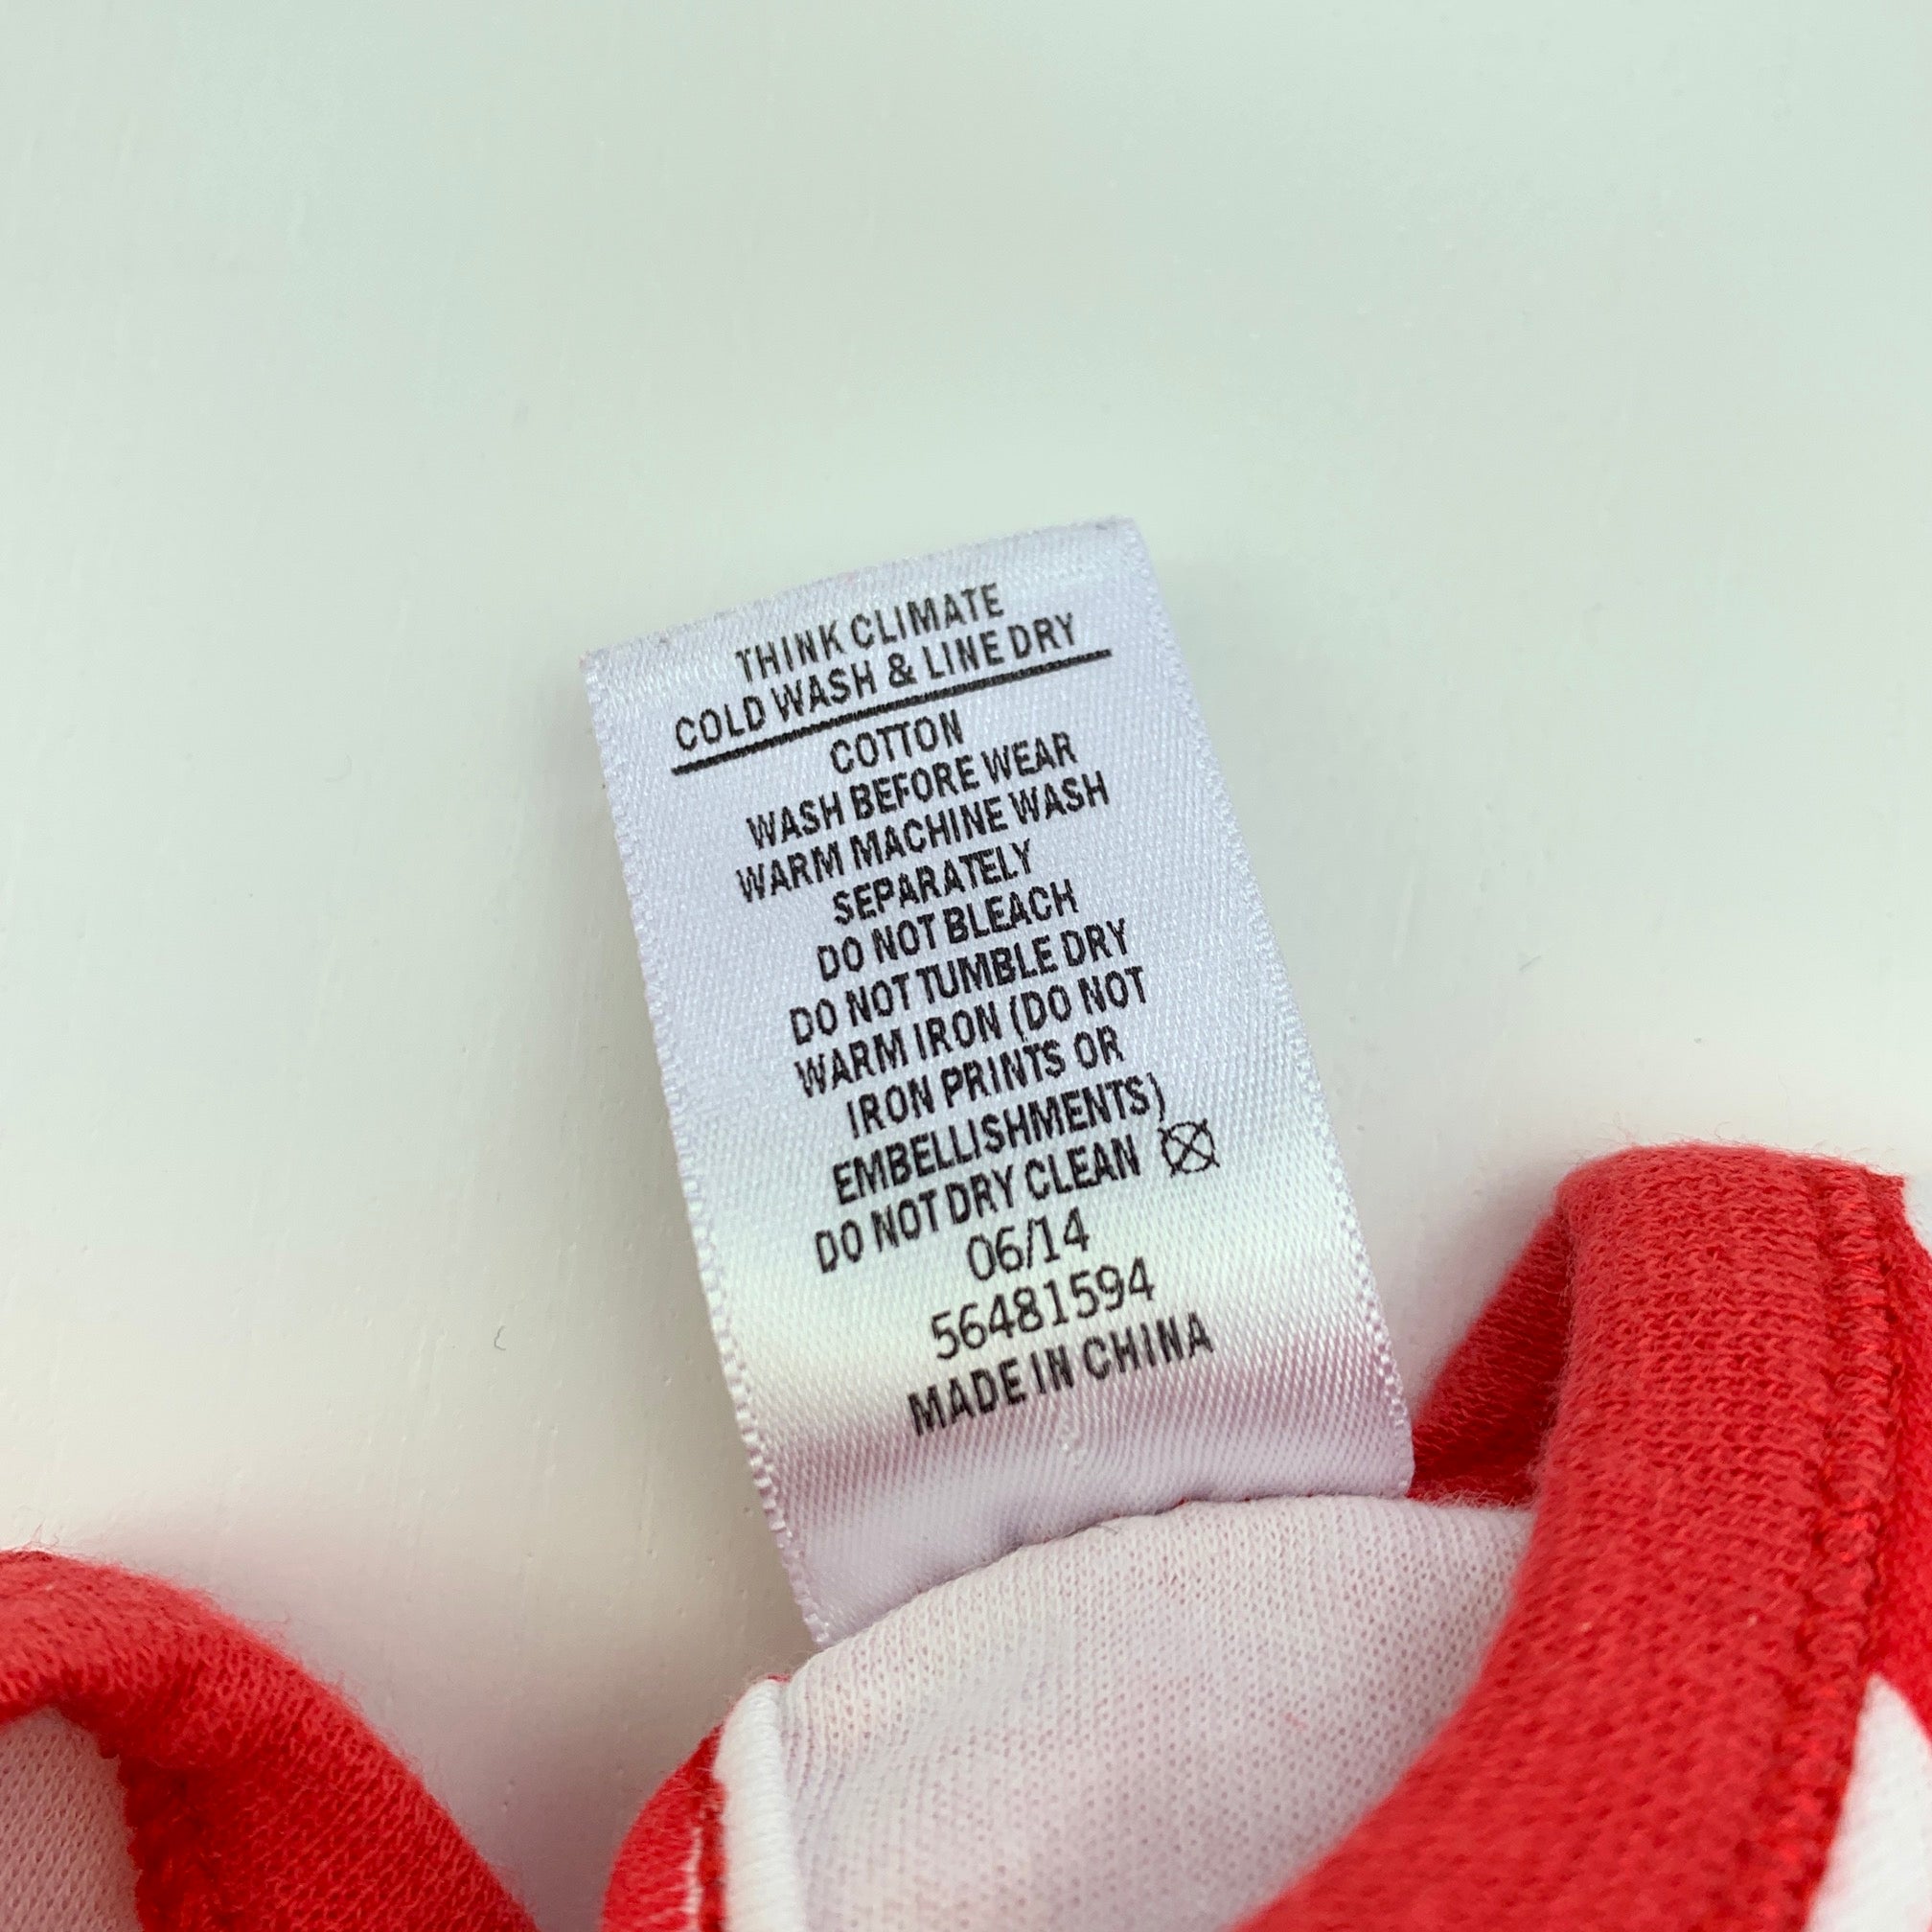 THINK CLIMATE
COLD WASH & LINE DRY
COTTON
WASH BEFORE WEAR
WARM MACHINE WASH
SEPARATELY
DO NOT BLEACH
DO NOT TUMBLE DRY
WARM IRON (DO NOT
IRON PRINTS OR
EMBELLISHMENTS)
DO NOT DRY CLEAN
06/14
56481594
MADE IN CHINA